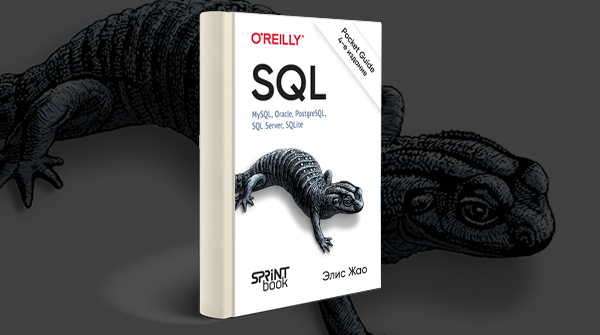 O'REILLY®
Pocket Guide
4-е издание
SQL
MySQL, Oracle, PostgreSQL,
SQL Server, SQLite
SPRINT
book
Элис Жао